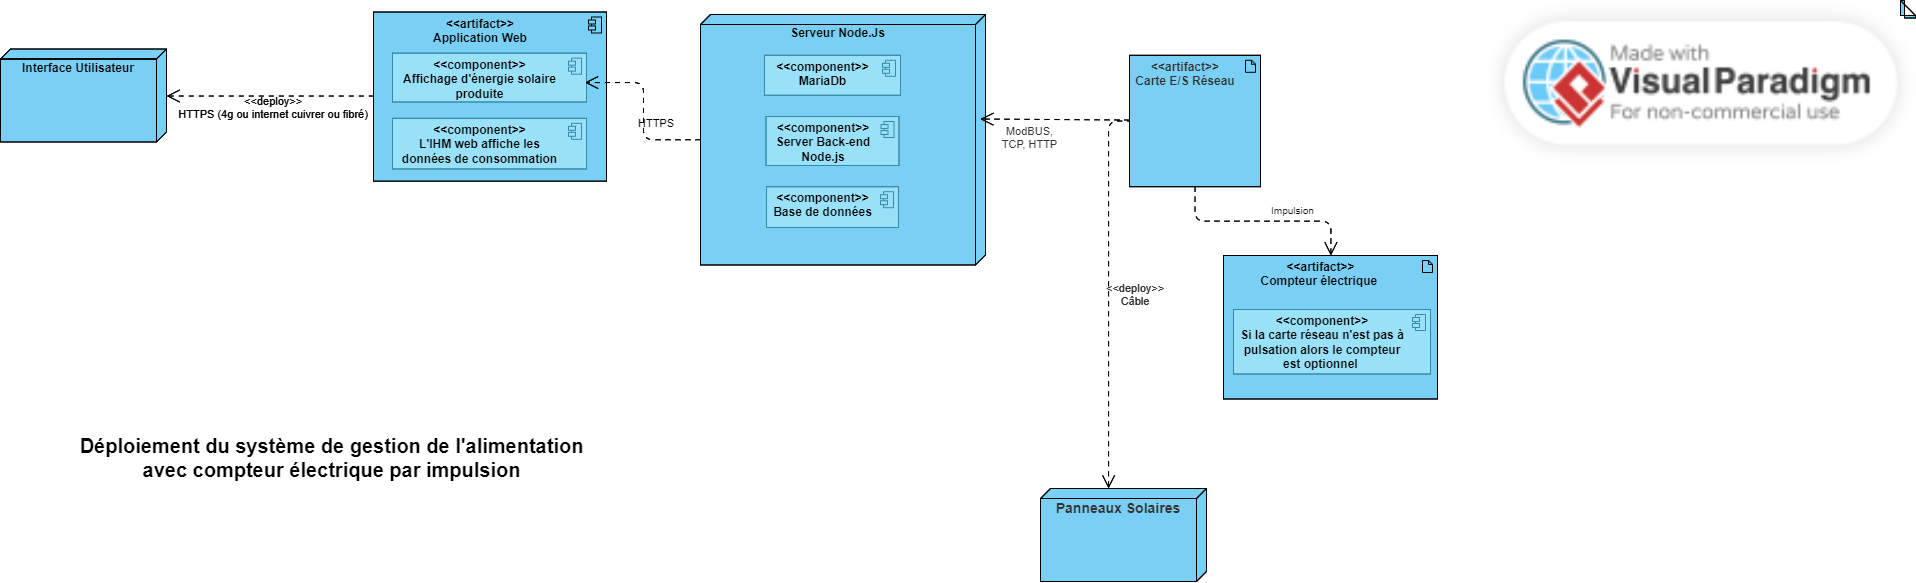 Interface Utilisateur
<<deploy>>
HTTPS (4g ou internet cuivrer ou fibré)
<<artifact>>
Application Web
<<component>>
Affichage d'énergie solaire
produite
<<component>>
L'IHM web affiche les
données de consommation
HTTPS
Serveur Node.Js
<<component>>
MariaDb
<<component>>
Server Back-end
Node.js
<<component>>
Base de données
ModBUS,
TCP, HTTP
<<artifact>>
Carte E/S Réseau
Impulsion
<<artifact>>
Compteur électrique
<<component>>
Si la carte réseau n'est pas à
pulsation alors le compteur
est optionnel
<<deploy>>
Câble
Panneaux Solaires
Déploiement du système de gestion de l'alimentation
avec compteur électrique par impulsion
Made with
Visual Paradigm
For non-commercial use